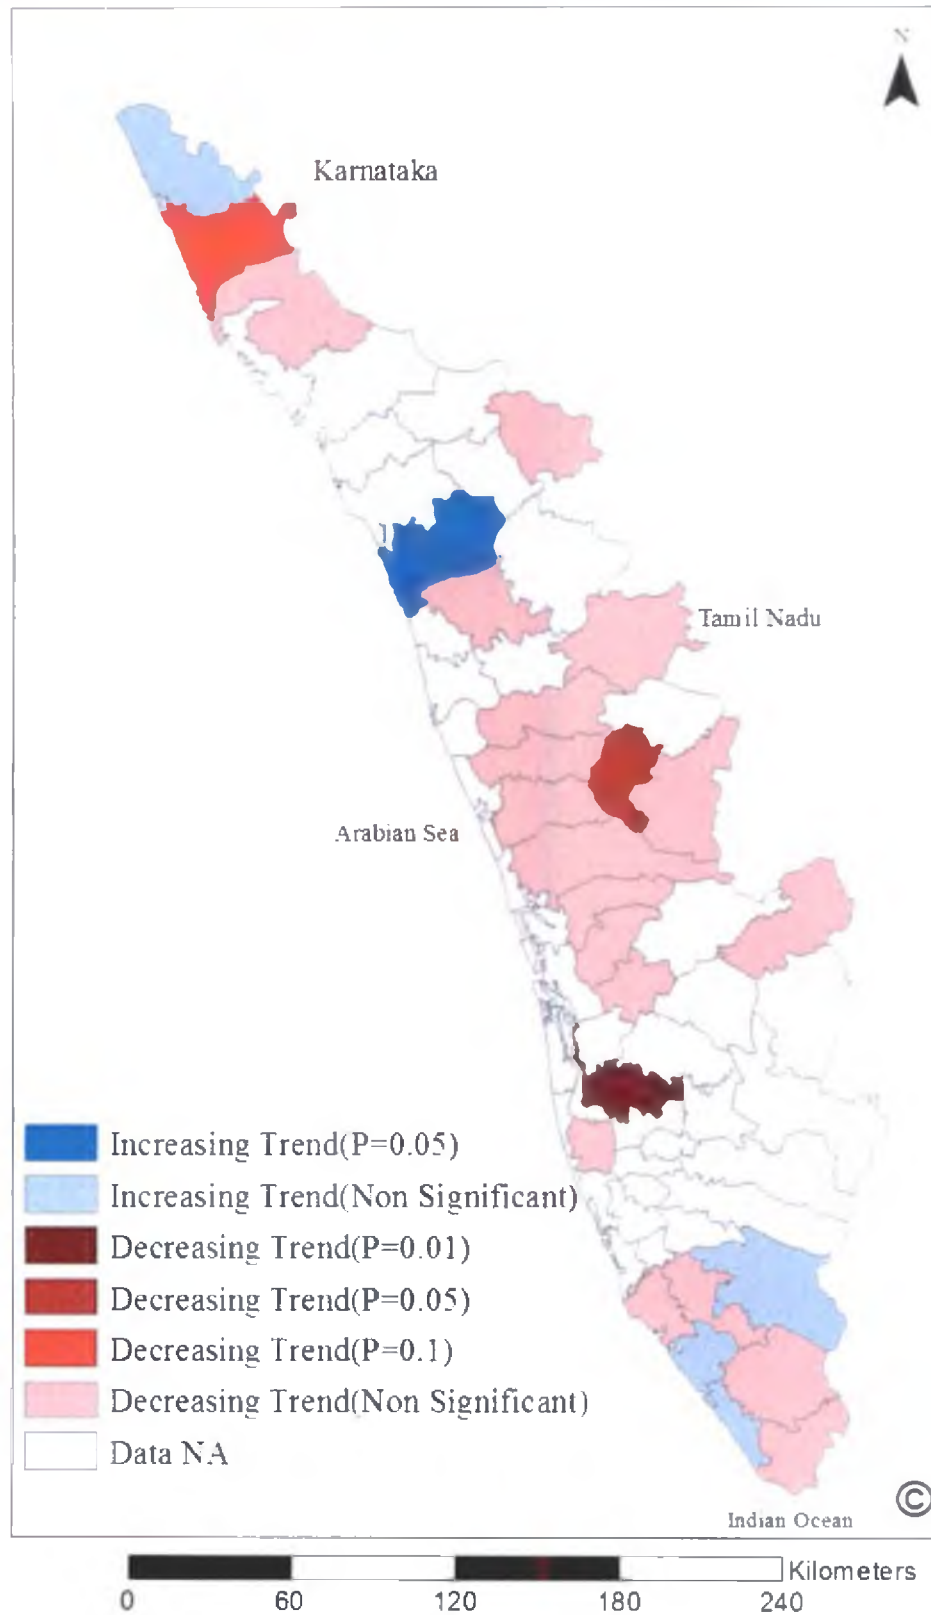 N
Karnataka
Tamil Nadu
Arabian Sea
Increasing Trend(P=0.05)
Increasing Trend(Non Significant)
Decreasing Trend(P=0.01)
Decreasing Trend(P=0.05)
Decreasing Trend(P=0.1)
Decreasing Trend(Non Significant)
Data NA
©
Indian Ocean
Kilometers
0 60 120 180 240